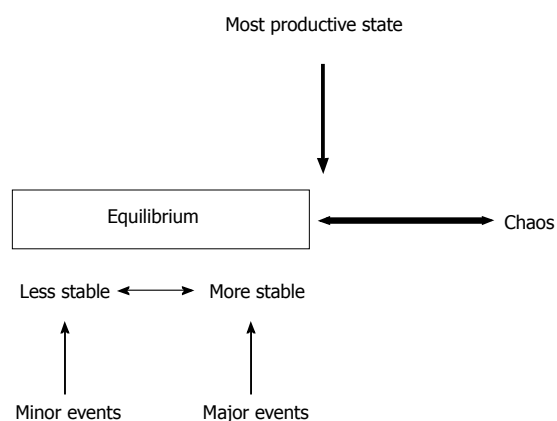 Most productive state
Equilibrium
Chaos
Less stable
More stable
Minor events
Major events